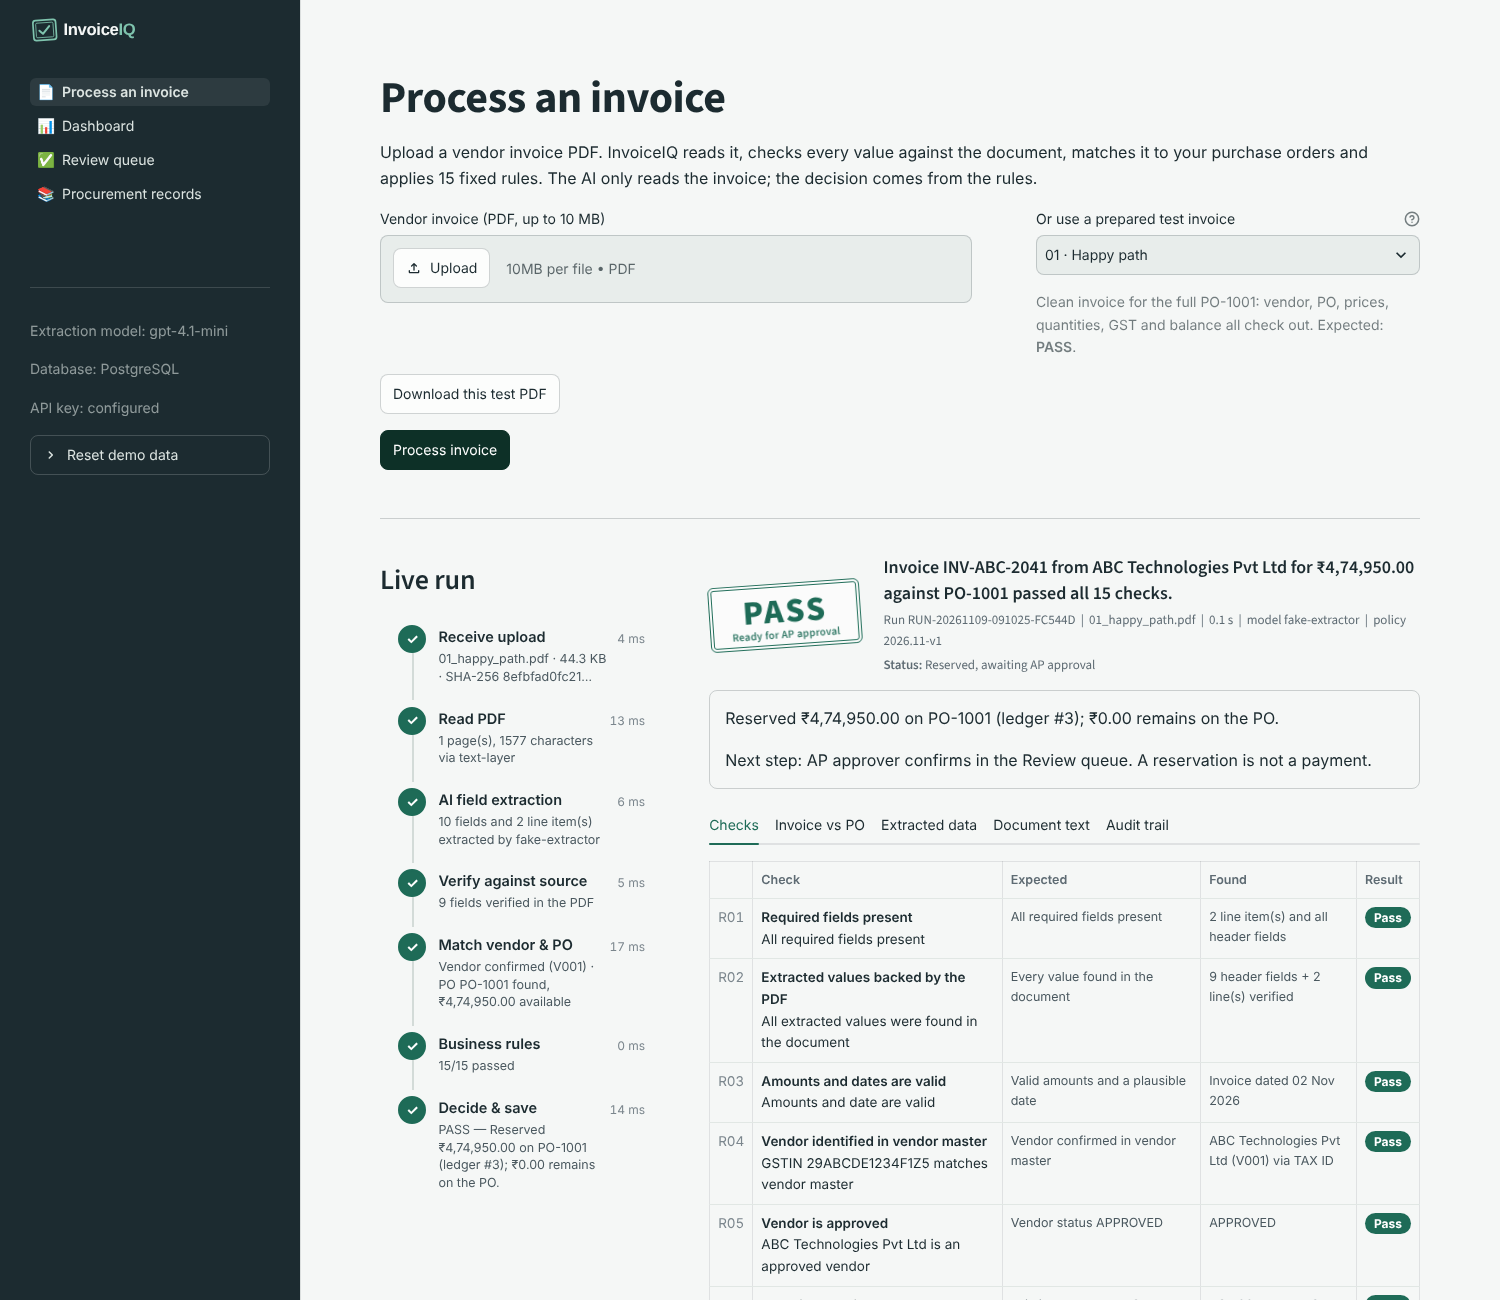 InvoiceIQ
Process an invoice
Dashboard
Review queue
Procurement records
Extraction model: gpt-4.1-mini
Database: PostgreSQL
API key: configured
Reset demo data
Process an invoice
Upload a vendor invoice PDF. InvoiceIQ reads it, checks every value against the document, matches it to your purchase orders and
applies 15 fixed rules. The AI only reads the invoice; the decision comes from the rules.
Vendor invoice (PDF, up to 10 MB)
Upload
10MB per file • PDF
Or use a prepared test invoice
01 · Happy path
Clean invoice for the full PO-1001: vendor, PO, prices,
quantities, GST and balance all check out. Expected:
PASS.
Download this test PDF
Process invoice
Live run
Receive upload 4 ms
01_happy_path.pdf · 44.3 KB
· SHA-256 8efbfad0fc21…
Read PDF 13 ms
1 page(s), 1577 characters
via text-layer
AI field extraction 6 ms
10 fields and 2 line item(s)
extracted by fake-extractor
Verify against source 5 ms
9 fields verified in the PDF
Match vendor & PO 17 ms
Vendor confirmed (V001) ·
PO PO-1001 found,
₹4,74,950.00 available
Business rules 0 ms
15/15 passed
Decide & save 14 ms
PASS — Reserved
₹4,74,950.00 on PO-1001
(ledger #3); ₹0.00 remains
on the PO.
PASS
Ready for AP approval
Invoice INV-ABC-2041 from ABC Technologies Pvt Ltd for ₹4,74,950.00
against PO-1001 passed all 15 checks.
Run RUN-20261109-091025-FC544D | 01_happy_path.pdf | 0.1 s | model fake-extractor | policy
2026.11-v1
Status: Reserved, awaiting AP approval
Reserved ₹4,74,950.00 on PO-1001 (ledger #3); ₹0.00 remains on the PO.
Next step: AP approver confirms in the Review queue. A reservation is not a payment.
Checks Invoice vs PO Extracted data Document text Audit trail
Check Expected Found Result
R01 Required fields present All required fields present 2 line item(s) and all Pass
All required fields present header fields
R02 Extracted values backed by the Every value found in the 9 header fields + 2 Pass
PDF document line(s) verified
All extracted values were found in
the document
R03 Amounts and dates are valid Valid amounts and a plausible Invoice dated 02 Nov Pass
Amounts and date are valid date 2026
R04 Vendor identified in vendor master Vendor confirmed in vendor ABC Technologies Pvt Pass
GSTIN 29ABCDE1234F1Z5 matches master Ltd (V001) via TAX ID
vendor master
R05 Vendor is approved Vendor status APPROVED APPROVED Pass
ABC Technologies Pvt Ltd is an
approved vendor